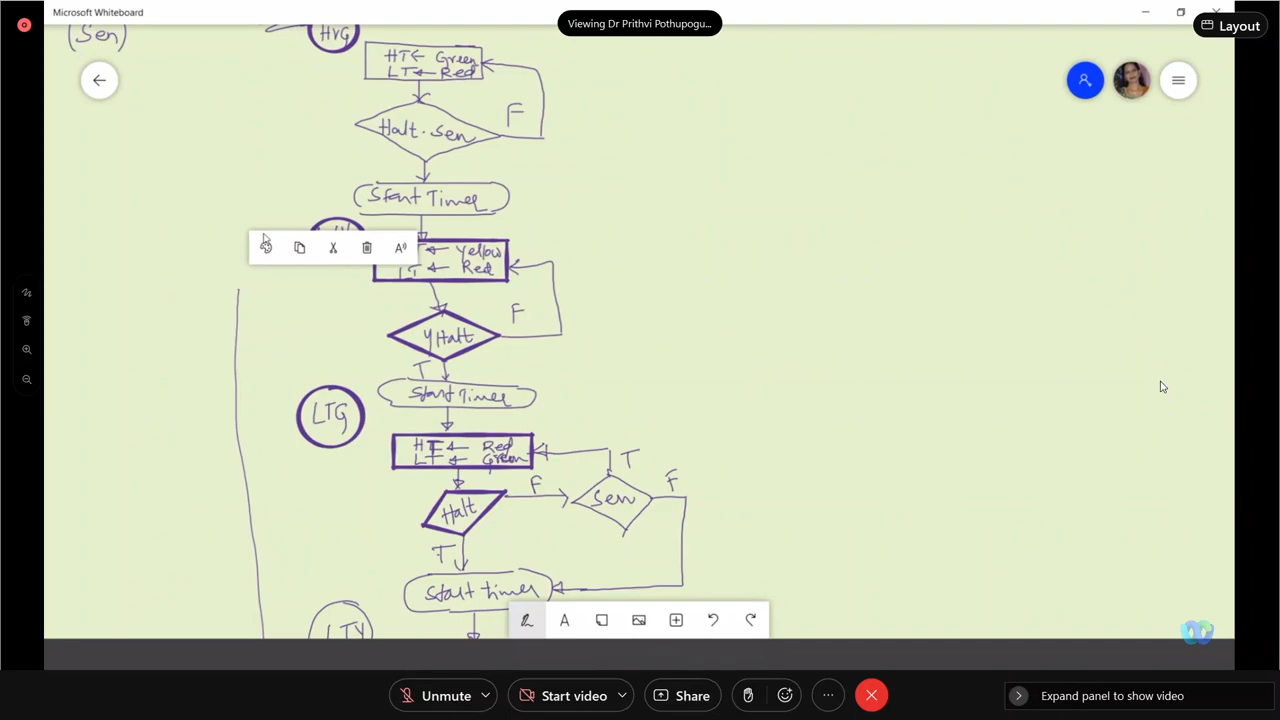 Microsoft Whiteboard
Viewing Dr Prithvi Pothupogu...
Layout
(Sen)
HvG
HT ← Green
LT ← Red
F
Halt . Sen
Start Timer
← Yellow
LT ← Red
F
yHalt
T
Start Timer
LTG
HT ← Red
LT ← Green
T
F
F
Sen
Halt
T
Start timer
LTY
Unmute
Start video
Share
Expand panel to show video